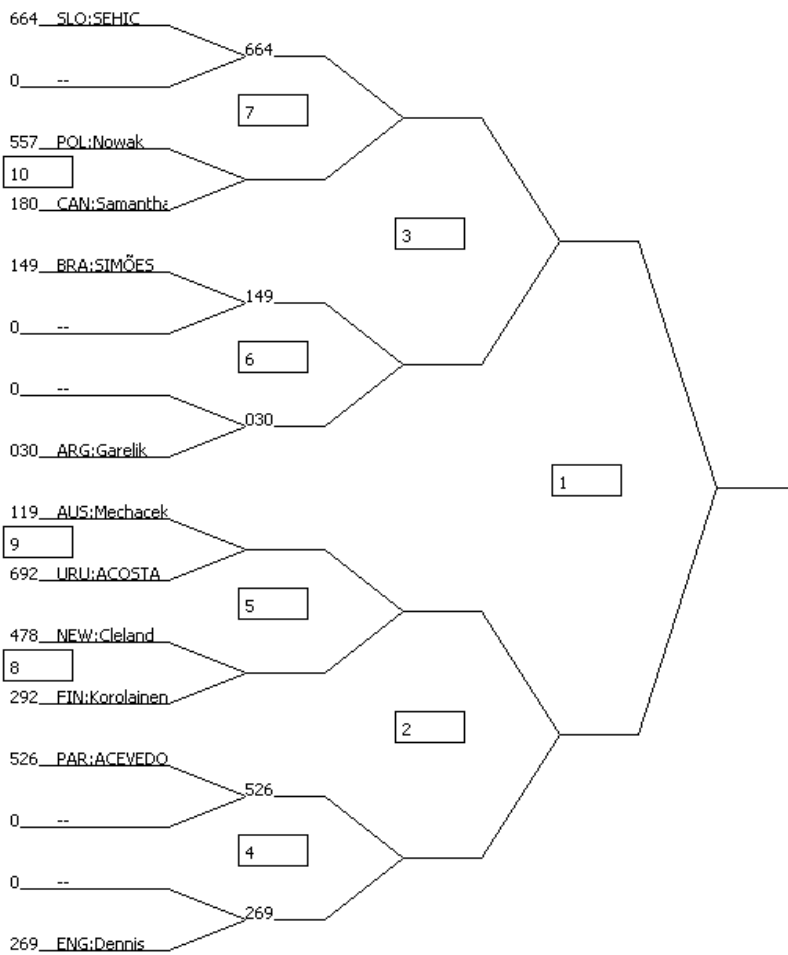 664 SLO:SEHIC
664
0 --
7
557 POL:Nowak
10
180 CAN:Samantha
3
149 BRA:SIMÕES
149
0 --
6
0 --
030
030 ARG:Garelik
1
119 AUS:Mechacek
9
692 URU:ACOSTA
5
478 NEW:Cleland
8
292 FIN:Korolainen
2
526 PAR:ACEVEDO
526
0 --
4
0 --
269
269 ENG:Dennis